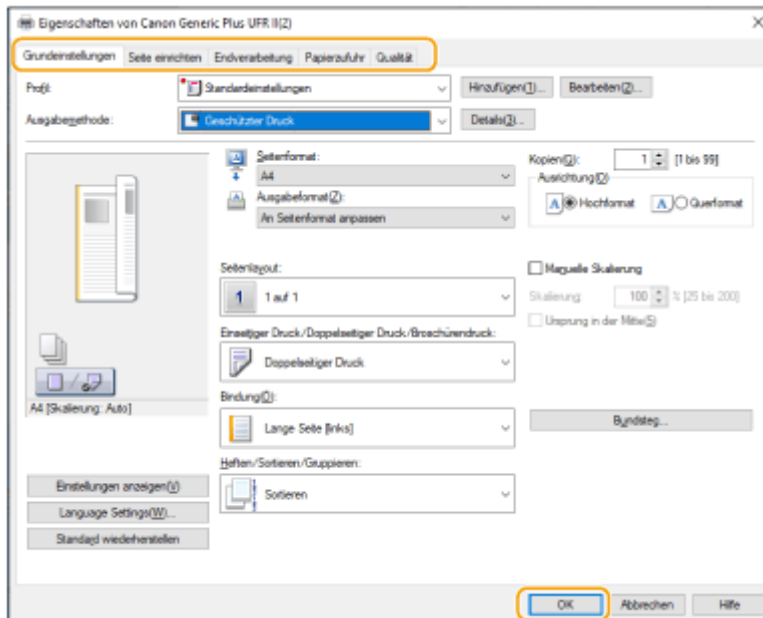 Eigenschaften von Canon Generic Plus UFR II(2)
Grundeinstellungen Seite einrichten Endverarbeitung Papierzufuhr Qualität
Profil: Standardeinstellungen Hinzufügen(1)... Bearbeiten(2)...
Ausgabemethode: Geschützter Druck Details(3)...
Seitenformat:
A4
Ausgabeformat(Z):
An Seitenformat anpassen
Kopien(G): 1 [1 bis 99]
Ausrichtung(O)
A Hochformat A Querformat
Seitenlayout:
1 1 auf 1
Manuelle Skalierung
Skalierung: 100 % [25 bis 200]
Ursprung in der Mitte(5)
Einseitiger Druck/Doppelseitiger Druck/Broschürendruck:
Doppelseitiger Druck
A4 [Skalierung: Auto]
Bindung(Q):
Lange Seite [links]
Bundsteg...
Heften/Sortieren/Gruppieren:
Sortieren
Einstellungen anzeigen(V)
Language Settings(W)...
Standard wiederherstellen
OK Abbrechen Hilfe